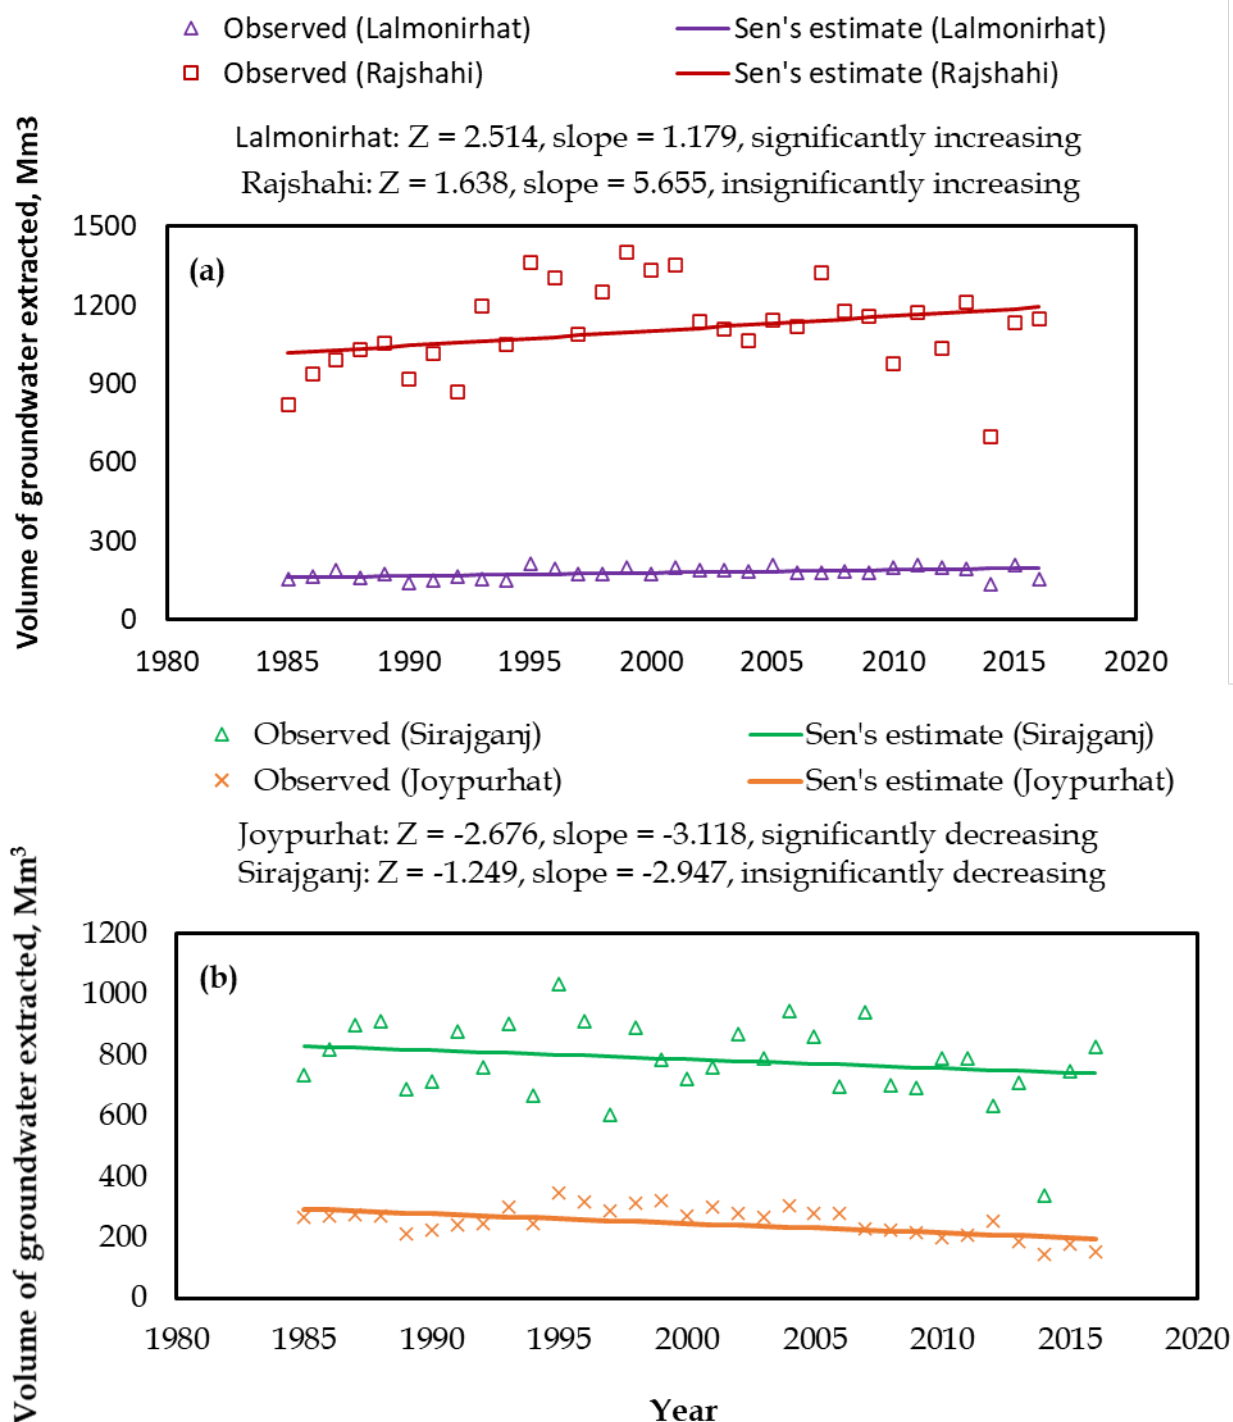 Observed (Lalmonirhat) Sen's estimate (Lalmonirhat)
Observed (Rajshahi) Sen's estimate (Rajshahi)
Lalmonirhat: Z = 2.514, slope = 1.179, significantly increasing
Rajshahi: Z = 1.638, slope = 5.655, insignificantly increasing
Volume of groundwater extracted, Mm3
1500
(a)
1200
900
600
300
0
1980 1985 1990 1995 2000 2005 2010 2015 2020
Observed (Sirajganj) Sen's estimate (Sirajganj)
Observed (Joypurhat) Sen's estimate (Joypurhat)
Joypurhat: Z = -2.676, slope = -3.118, significantly decreasing
Sirajganj: Z = -1.249, slope = -2.947, insignificantly decreasing
Volume of groundwater extracted, Mm³
1200
(b)
1000
800
600
400
200
0
1980 1985 1990 1995 2000 2005 2010 2015 2020
Year